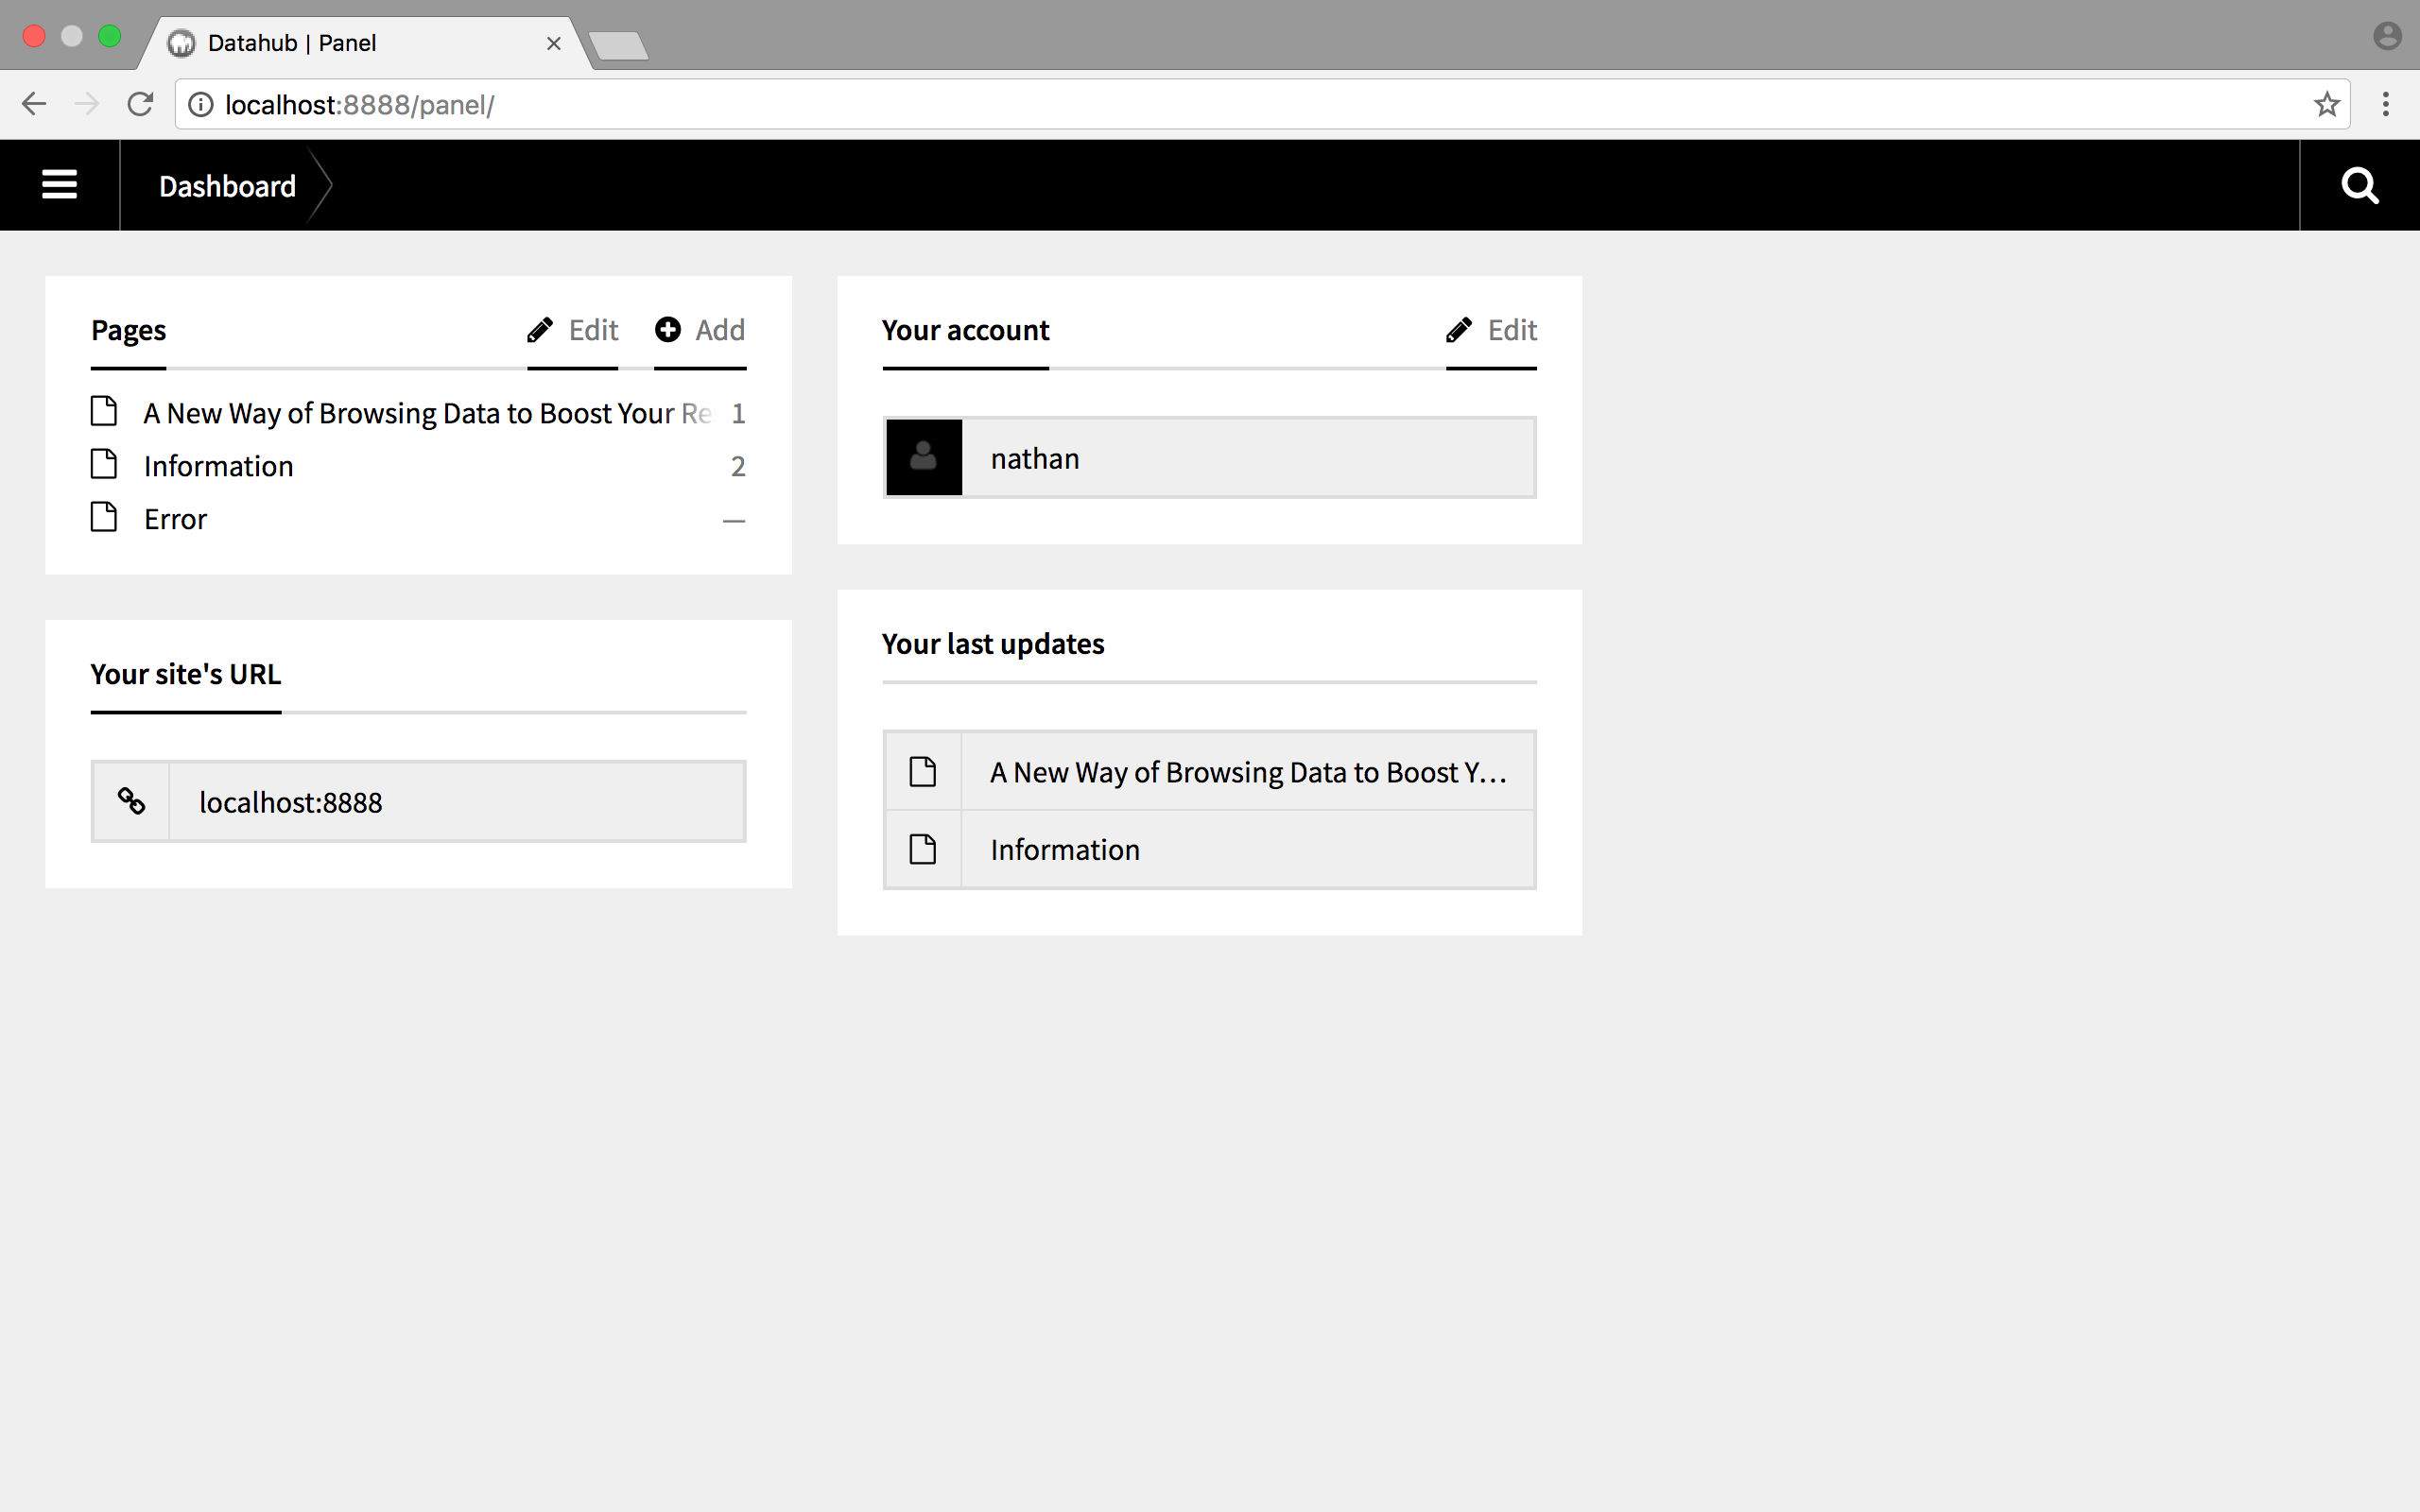 Datahub | Panel
localhost:8888/panel/
Dashboard
Pages
Edit
Add
A New Way of Browsing Data to Boost Your Re
1
Information
2
Error
—
Your site's URL
localhost:8888
Your account
Edit
nathan
Your last updates
A New Way of Browsing Data to Boost Y...
Information